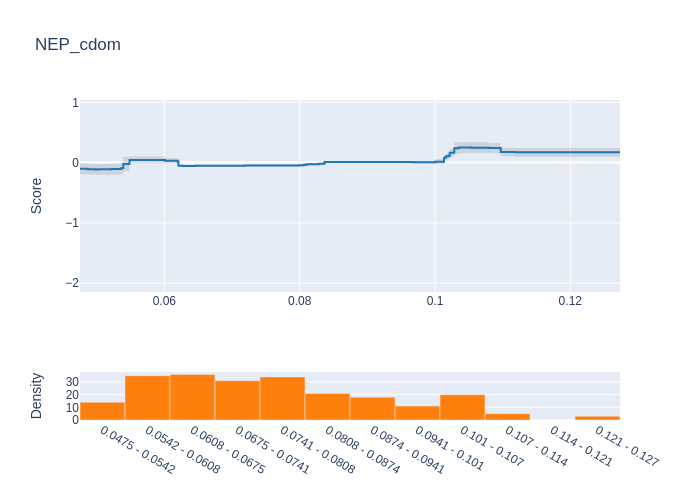 NEP_cdom
1
0
−1
−2
Score
0.06
0.08
0.1
0.12
30
20
10
0
Density
0.0475 - 0.0542
0.0542 - 0.0608
0.0608 - 0.0675
0.0675 - 0.0741
0.0741 - 0.0808
0.0808 - 0.0874
0.0874 - 0.0941
0.0941 - 0.101
0.101 - 0.107
0.107 - 0.114
0.114 - 0.121
0.121 - 0.127